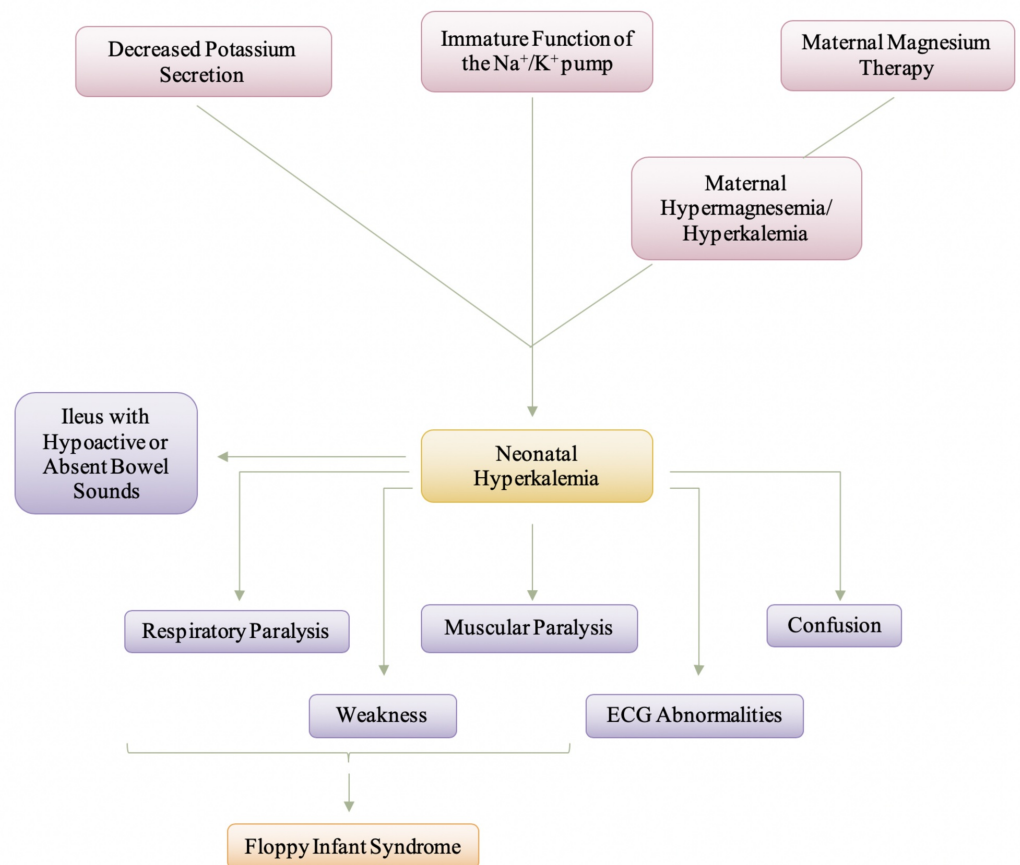 Decreased Potassium
Secretion
Immature Function of
the Na⁺/K⁺ pump
Maternal Magnesium
Therapy
Maternal
Hypermagnesemia/
Hyperkalemia
Ileus with
Hypoactive or
Absent Bowel
Sounds
Neonatal
Hyperkalemia
Respiratory Paralysis
Muscular Paralysis
Confusion
Weakness
ECG Abnormalities
Floppy Infant Syndrome